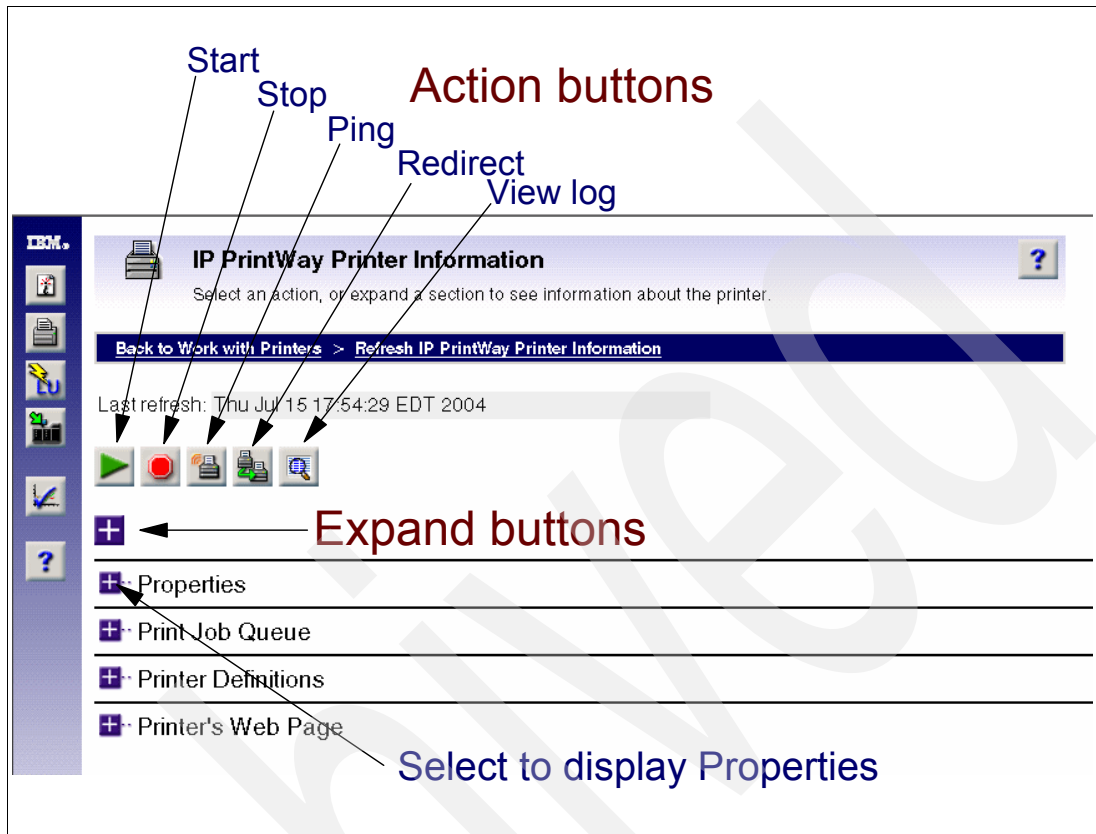 Start
Action buttons
Stop
Ping
Redirect
View log
IBM.
IP PrintWay Printer Information
?
Select an action, or expand a section to see information about the printer.
Back to Work with Printers > Refresh IP PrintWay Printer Information
LU
Last refresh: Thu Jul 15 17:54:29 EDT 2004
+
Expand buttons
?
+ Properties
+ Print Job Queue
+ Printer Definitions
+ Printer's Web Page
Select to display Properties
hived